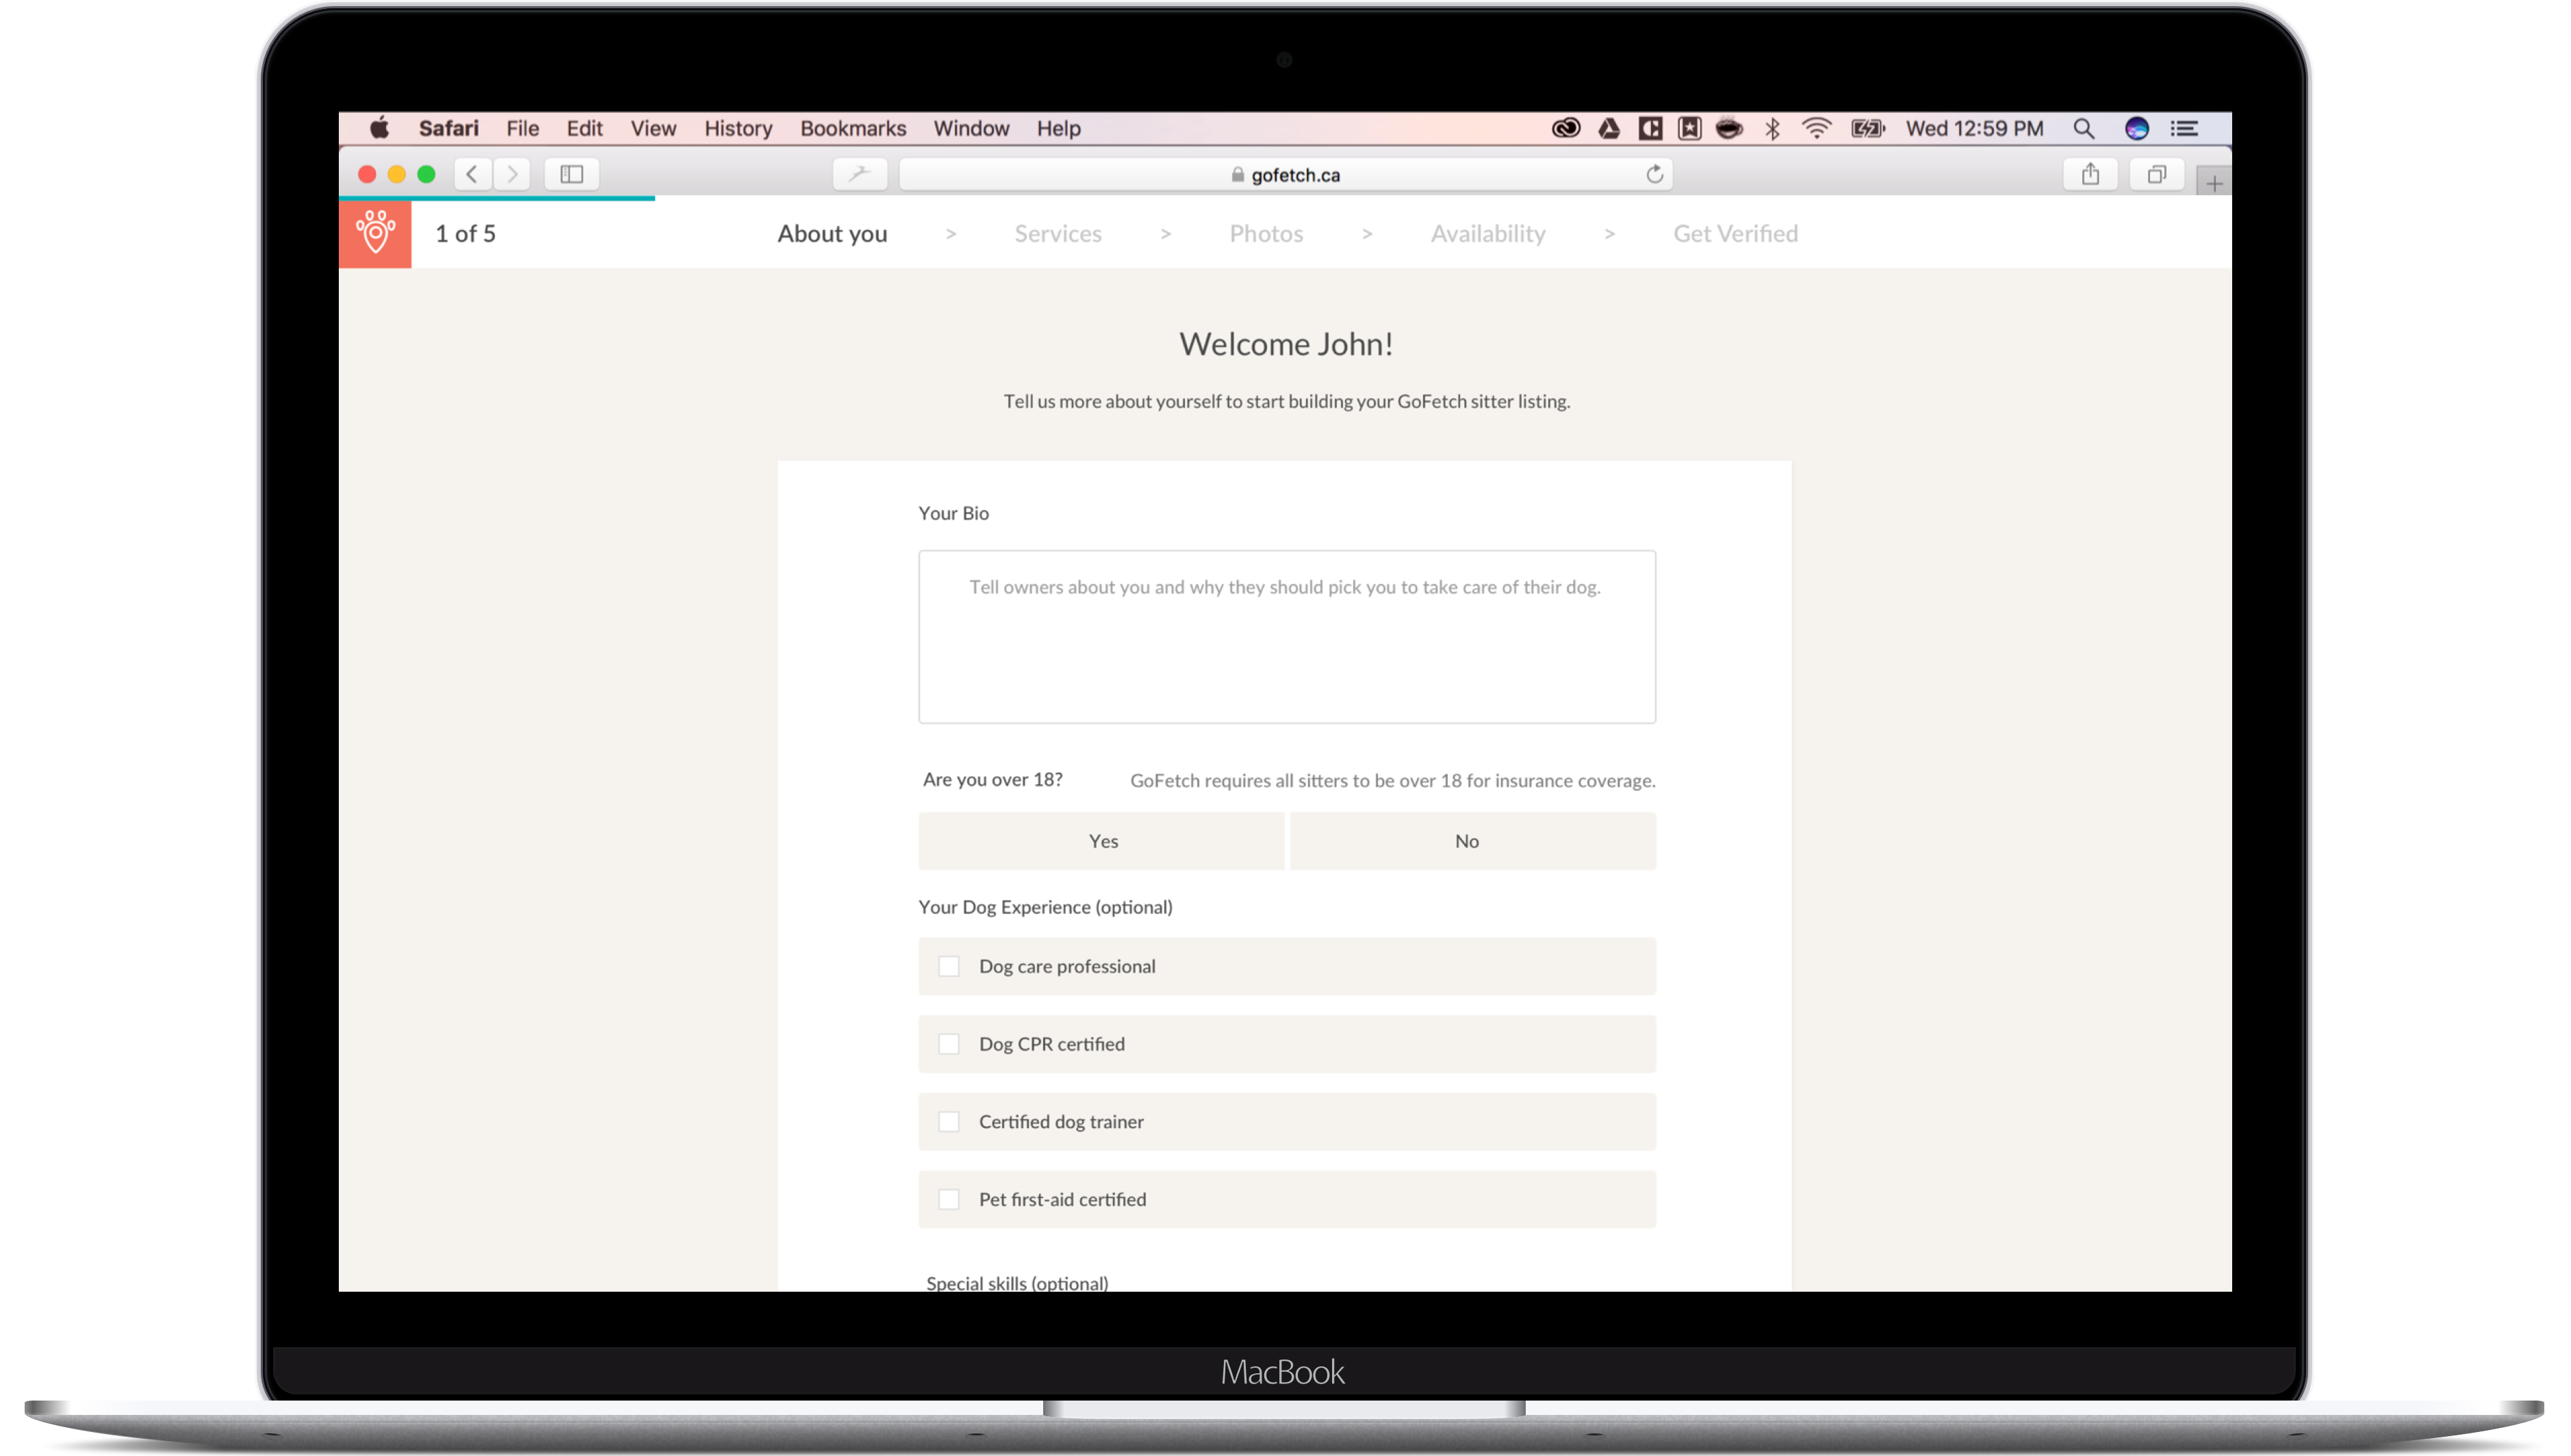 Safari File Edit View History Bookmarks Window Help Wed 12:59 PM
gofetch.ca
1 of 5 About you > Services > Photos > Availability > Get Verified
Welcome John!
Tell us more about yourself to start building your GoFetch sitter listing.
Your Bio
Tell owners about you and why they should pick you to take care of their dog.
Are you over 18? GoFetch requires all sitters to be over 18 for insurance coverage.
Yes No
Your Dog Experience (optional)
Dog care professional
Dog CPR certified
Certified dog trainer
Pet first-aid certified
Special skills (optional)
MacBook